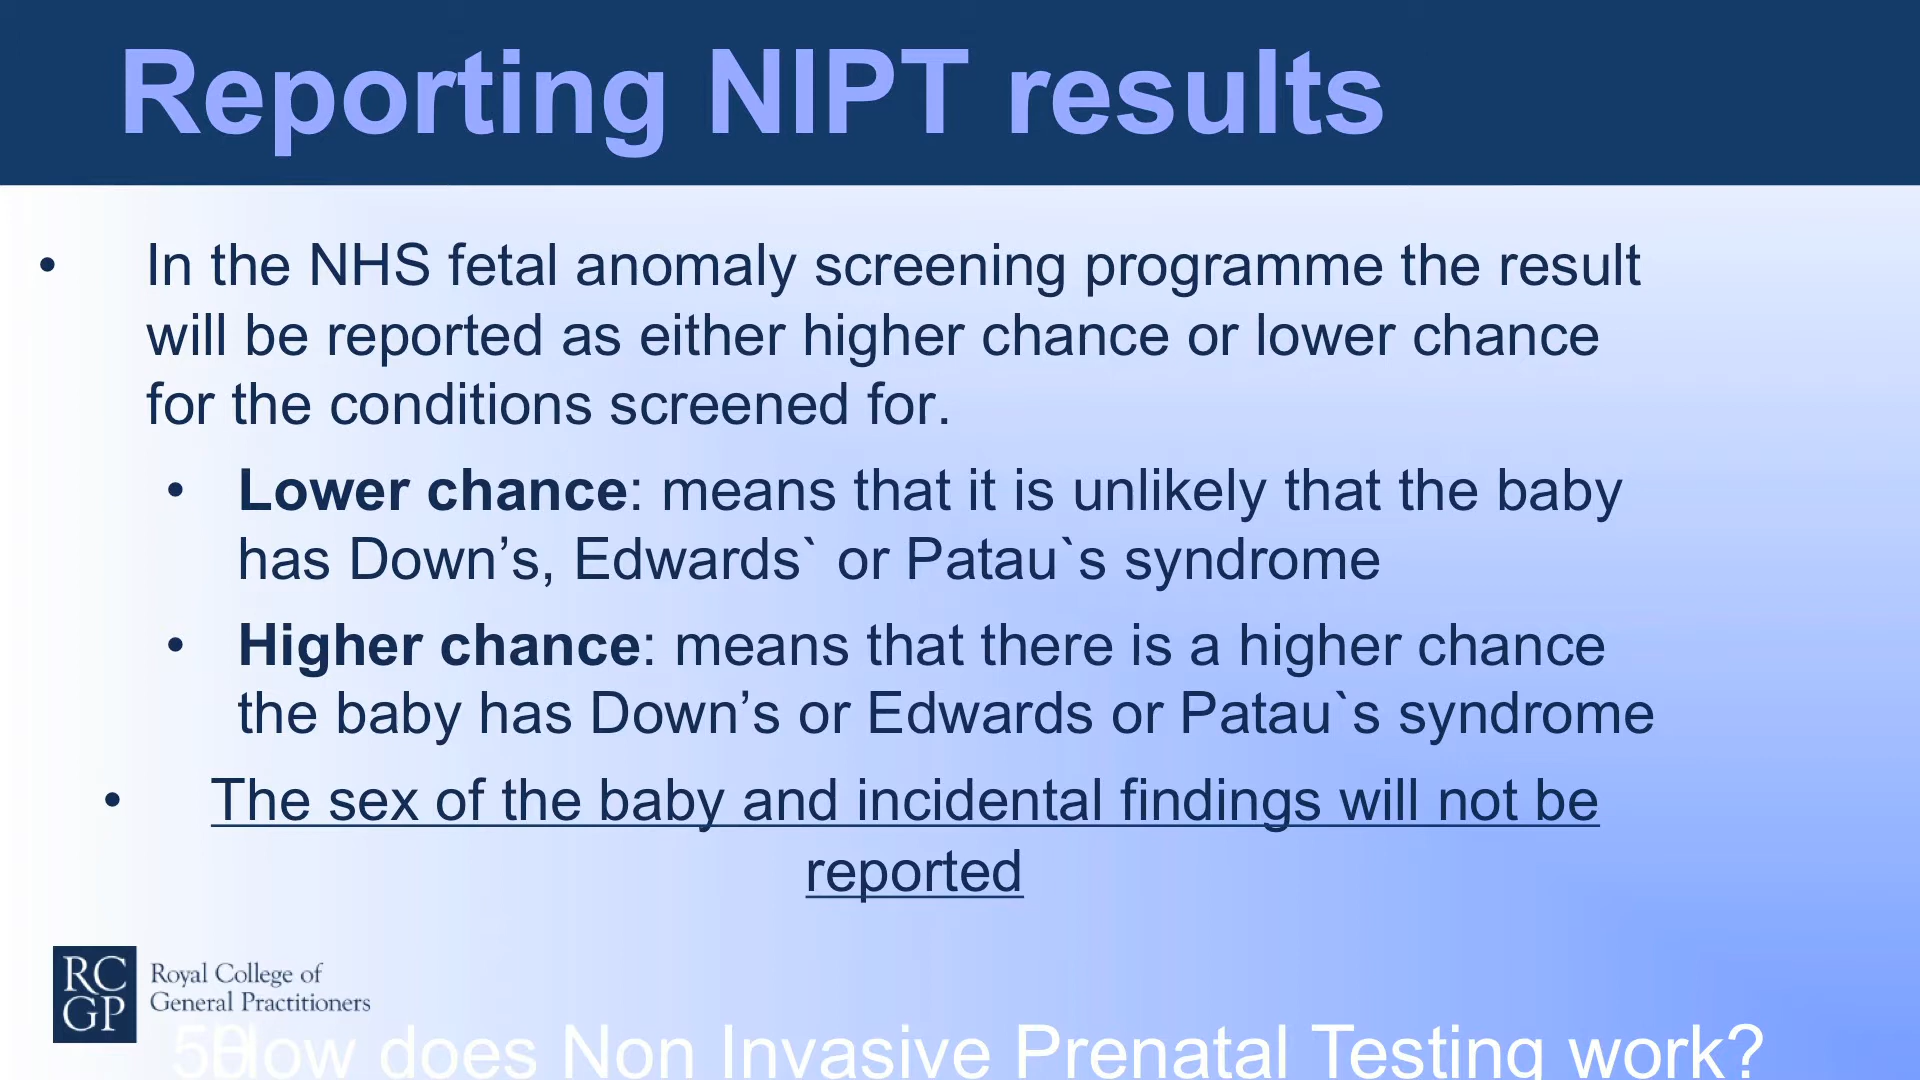 Reporting NIPT results
• In the NHS fetal anomaly screening programme the result
will be reported as either higher chance or lower chance
for the conditions screened for.
• Lower chance: means that it is unlikely that the baby
has Down’s, Edwards` or Patau`s syndrome
• Higher chance: means that there is a higher chance
the baby has Down’s or Edwards or Patau`s syndrome
• The sex of the baby and incidental findings will not be
reported
RC
GP
Royal College of
General Practitioners
How does Non Invasive Prenatal Testing work?